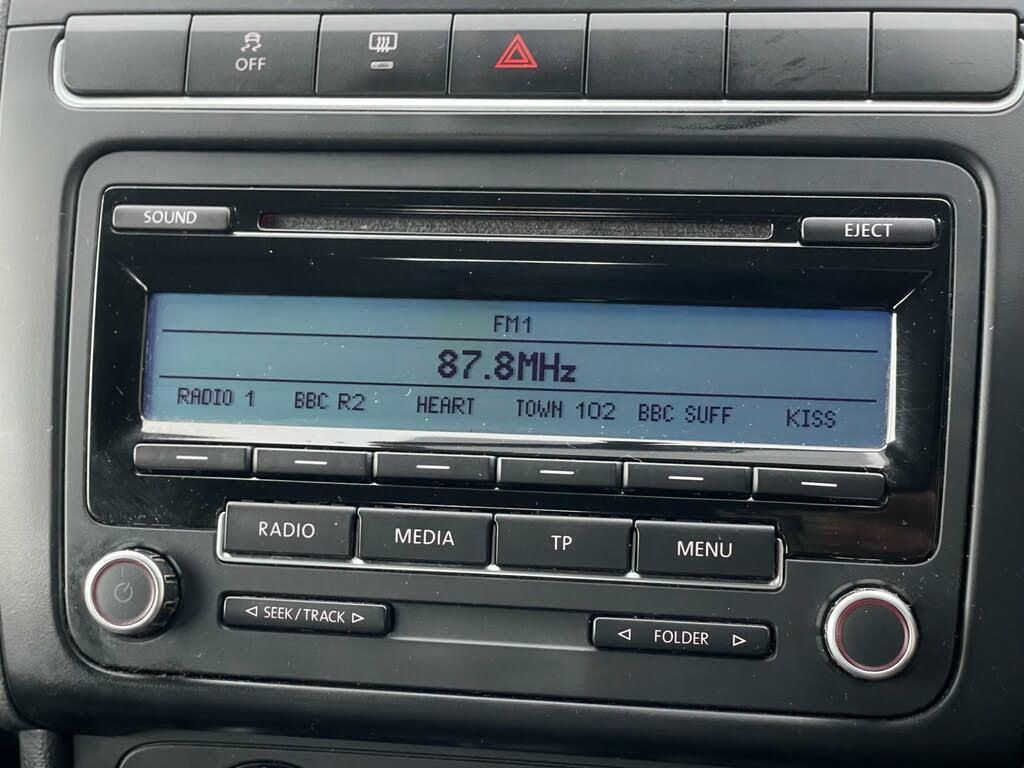 OFF
SOUND
EJECT
FM1
87.8MHz
RADIO 1 BBC R2 HEART TOWN 102 BBC SUFF KISS
RADIO MEDIA TP MENU
SEEK/TRACK
FOLDER